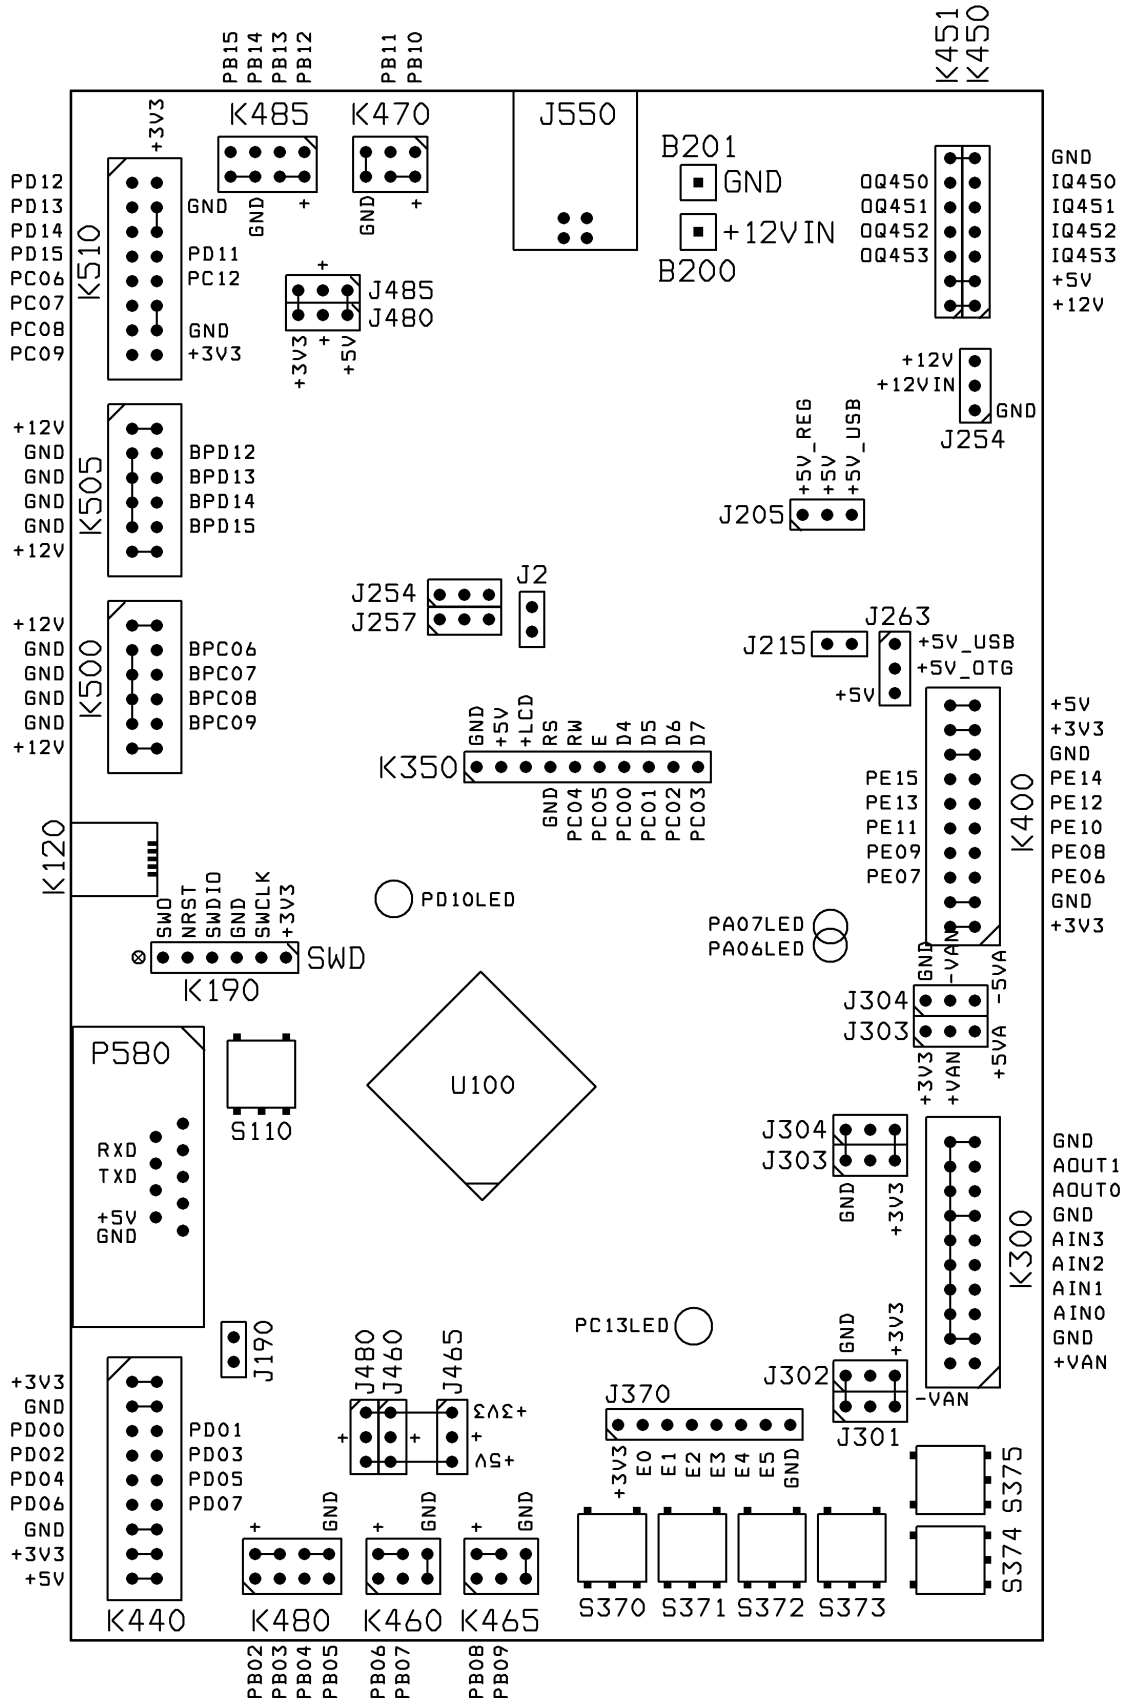 PB15
PB14
PB13
PB12
PB11
PB10
K451
K450
+3V3
K485
K470
J550
B201
GND
+12VIN
B200
GND
+
GND
+
GND
OQ450
IQ450
OQ451
IQ451
OQ452
IQ452
OQ453
IQ453
+5V
+12V
PD12
PD13
GND
PD14
PD15
PD11
PC06
PC12
PC07
PC08
GND
PC09
+3V3
K510
+
J485
J480
+3V3
+
+5V
+12V
+12VIN
GND
J254
+5V_REG
+5V
+5V_USB
J205
+12V
GND
BPD12
GND
BPD13
GND
BPD14
GND
BPD15
+12V
K505
J254
J257
J2
+12V
GND
BPC06
GND
BPC07
GND
BPC08
GND
BPC09
+12V
K500
J263
J215
+5V_USB
+5V_OTG
+5V
GND
+5V
+LCD
RS
RW
E
D4
D5
D6
D7
K350
GND
PC04
PC05
PC00
PC01
PC02
PC03
+5V
+3V3
GND
PE15
PE14
PE13
PE12
PE11
PE10
PE09
PE08
PE07
PE06
GND
+3V3
K400
K120
PD10LED
PA07LED
PA06LED
SWO
NRST
SWDIO
GND
SWCLK
+3V3
SWD
K190
GND
-VAN
-5VA
J304
J303
+3V3
+VAN
+5VA
P580
RXD
TXD
+5V
GND
S110
U100
J304
J303
GND
+3V3
GND
AOUT1
AOUT0
GND
AIN3
AIN2
AIN1
AIN0
GND
+VAN
K300
-VAN
PC13LED
GND
+3V3
J302
J301
J190
J480
J460
J465
+3V3
+
+
+
+5V
J370
+3V3
E0
E1
E2
E3
E4
E5
GND
+3V3
GND
PD00
PD01
PD02
PD03
PD04
PD05
PD06
PD07
GND
+3V3
+5V
K440
+
GND
+
GND
+
GND
K480
K460
K465
S370
S371
S372
S373
S375
S374
PB02
PB03
PB04
PB05
PB06
PB07
PB08
PB09